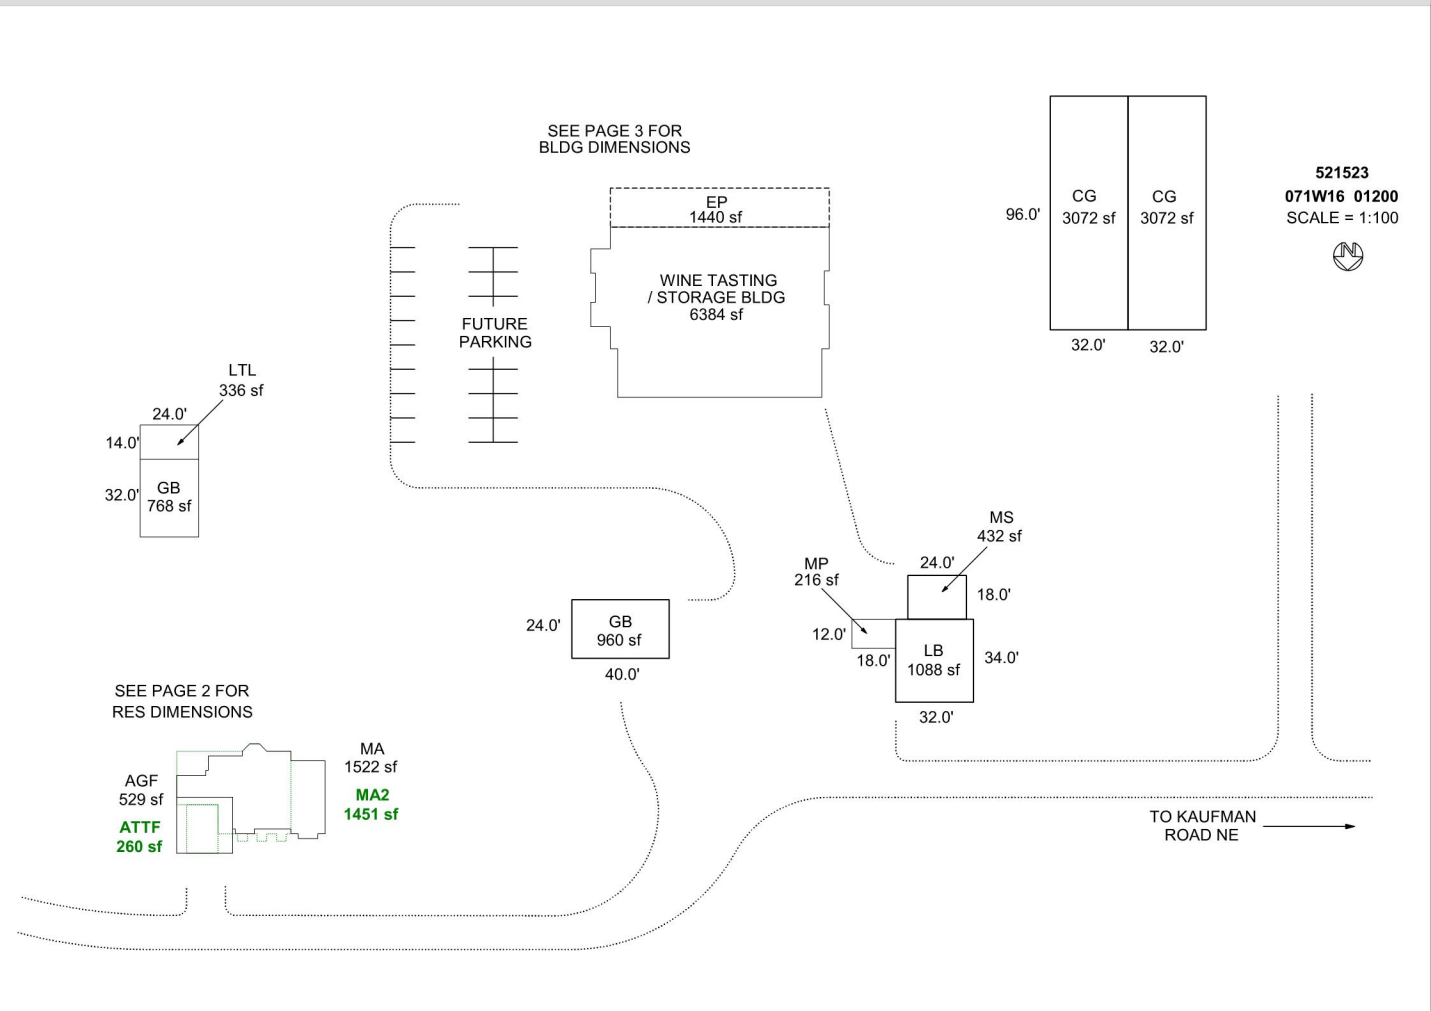 SEE PAGE 3 FOR
BLDG DIMENSIONS
EP
1440 sf
WINE TASTING
/ STORAGE BLDG
6384 sf
FUTURE
PARKING
96.0'
CG
3072 sf
CG
3072 sf
32.0'
32.0'
521523
071W16 01200
SCALE = 1:100
N
LTL
336 sf
24.0'
14.0'
32.0'
GB
768 sf
MS
432 sf
24.0'
18.0'
MP
216 sf
12.0'
18.0'
LB
1088 sf
34.0'
32.0'
24.0'
GB
960 sf
40.0'
SEE PAGE 2 FOR
RES DIMENSIONS
MA
1522 sf
MA2
1451 sf
AGF
529 sf
ATTF
260 sf
TO KAUFMAN
ROAD NE